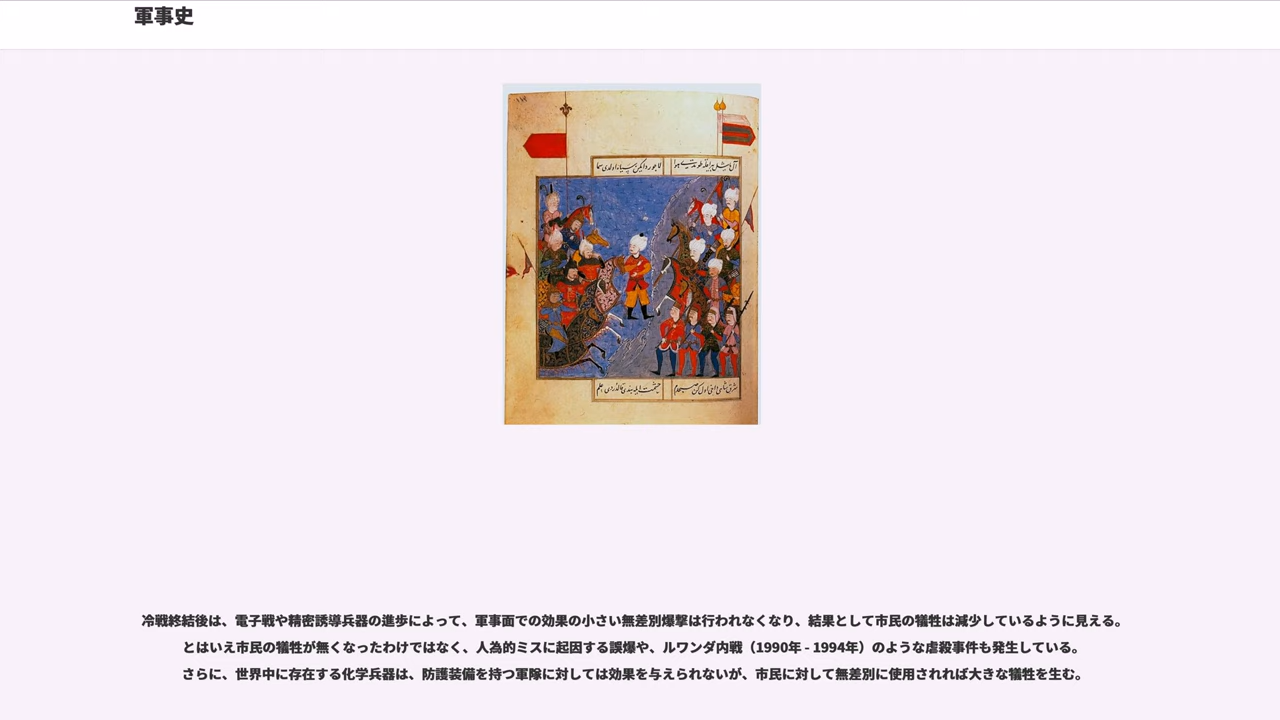 軍事史
冷戦終結後は、電子戦や精密誘導兵器の進歩によって、軍事面での効果の小さい無差別爆撃は行われなくなり、結果として市民の犠牲は減少しているように見える。
とはいえ市民の犠牲が無くなったわけではなく、人為的ミスに起因する誤爆や、ルワンダ内戦（1990年 - 1994年）のような虐殺事件も発生している。
さらに、世界中に存在する化学兵器は、防護装備を持つ軍隊に対しては効果を与えられないが、市民に対して無差別に使用されれば大きな犠牲を生む。